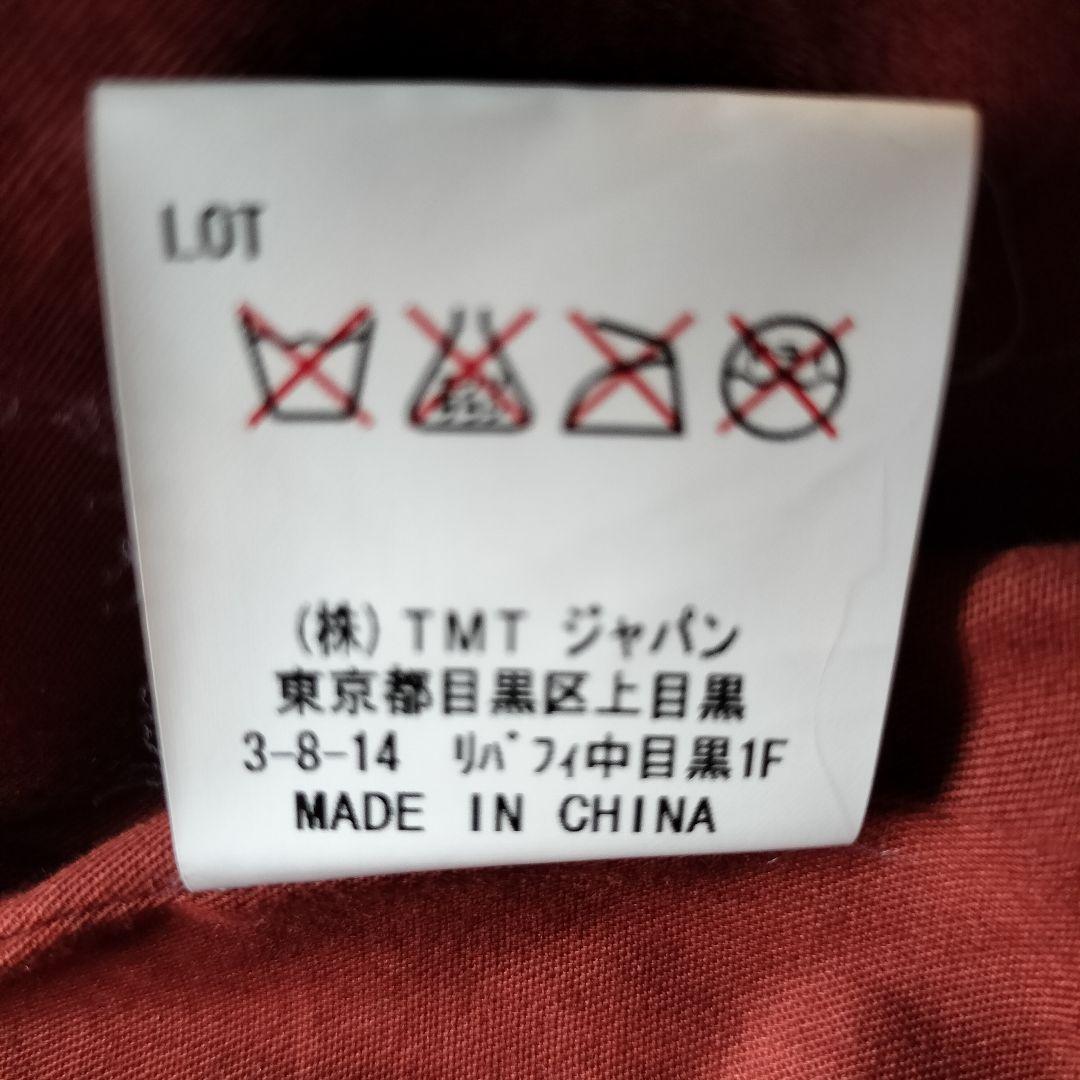 LOT
(株) TMT ジャパン
東京都目黒区上目黒
3-8-14 ﾘﾊﾞﾌｨ中目黒1F
MADE IN CHINA